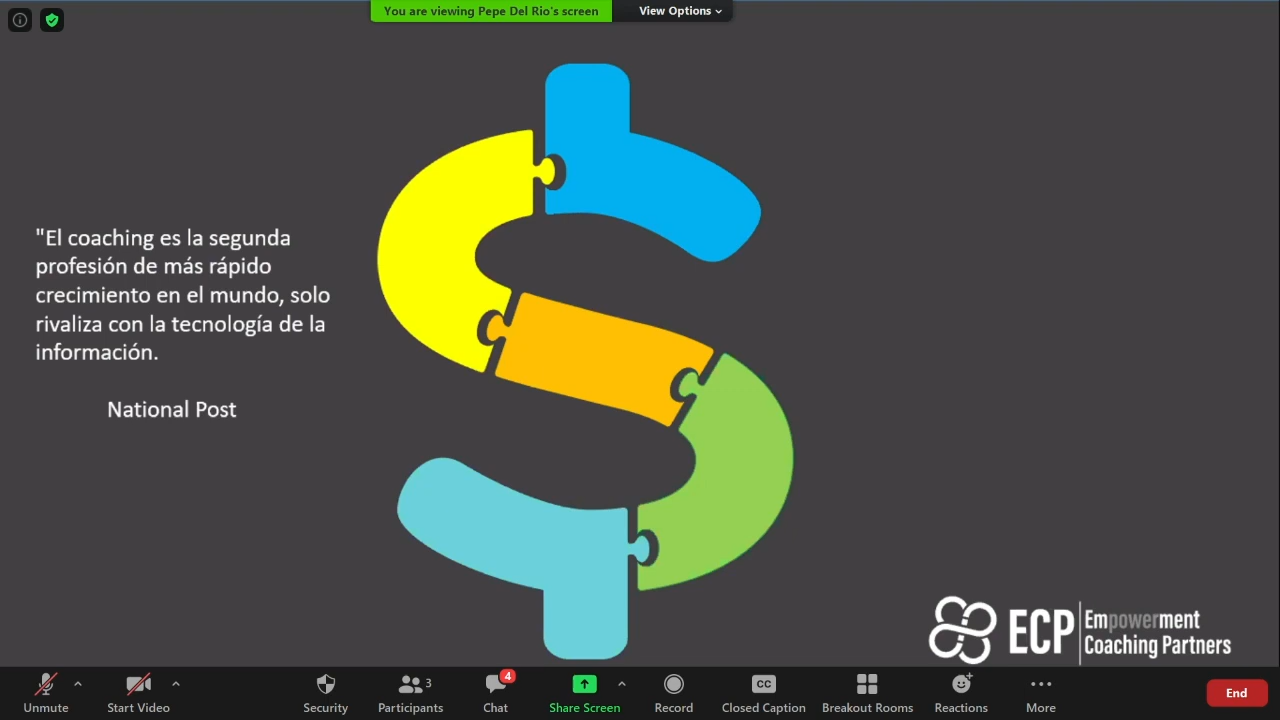 You are viewing Pepe Del Rio's screen
View Options
"El coaching es la segunda
profesión de más rápido
crecimiento en el mundo, solo
rivaliza con la tecnología de la
información.
National Post
ECP
Empowerment
Coaching Partners
Unmute
Start Video
Security
Participants
3
Chat
4
Share Screen
Record
CC
Closed Caption
Breakout Rooms
Reactions
More
End